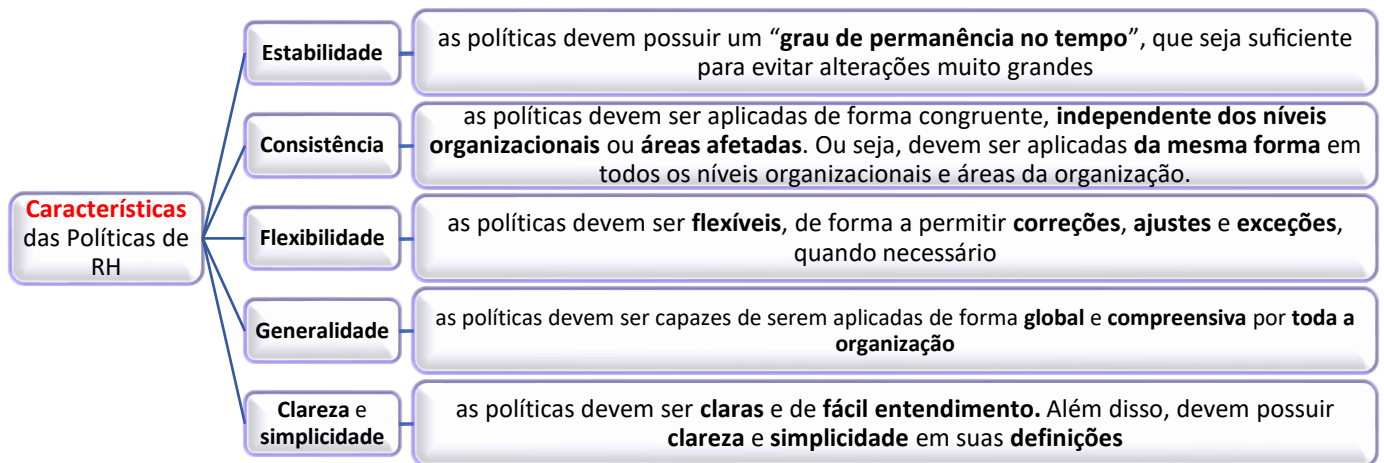 Características
das Políticas de
RH
Estabilidade
as políticas devem possuir um “grau de permanência no tempo”, que seja suficiente
para evitar alterações muito grandes
Consistência
as políticas devem ser aplicadas de forma congruente, independente dos níveis
organizacionais ou áreas afetadas. Ou seja, devem ser aplicadas da mesma forma em
todos os níveis organizacionais e áreas da organização.
Flexibilidade
as políticas devem ser flexíveis, de forma a permitir correções, ajustes e exceções,
quando necessário
Generalidade
as políticas devem ser capazes de serem aplicadas de forma global e compreensiva por toda a
organização
Clareza e
simplicidade
as políticas devem ser claras e de fácil entendimento. Além disso, devem possuir
clareza e simplicidade em suas definições